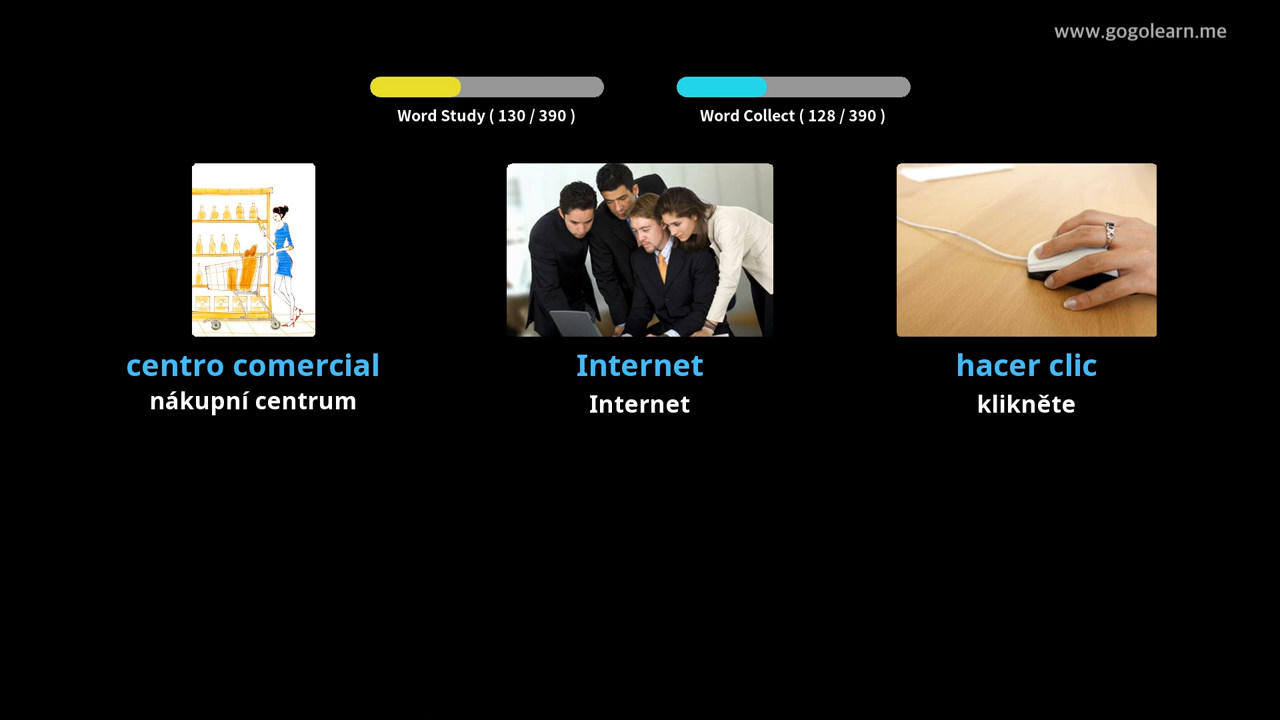 www.gogolearn.me
Word Study ( 130 / 390 )
Word Collect ( 128 / 390 )
centro comercial
nákupní centrum
Internet
Internet
hacer clic
klikněte